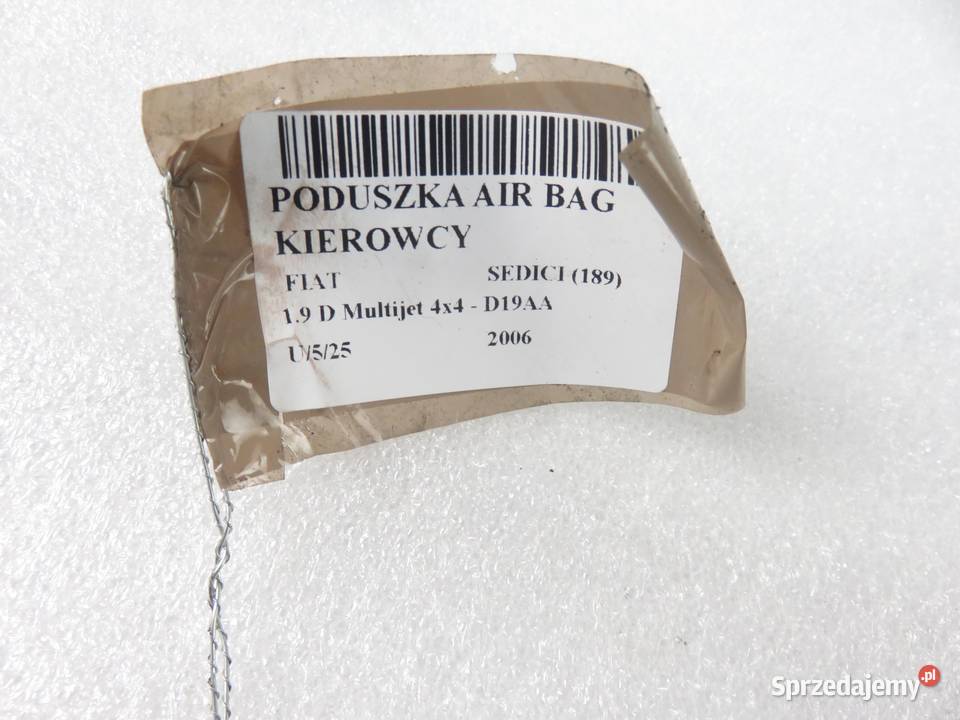 PODUSZKA AIR BAG
KIEROWCY
FIAT SEDICI (189)
1.9 D Multijet 4x4 - D19AA
U/5/25 2006
Sprzedajemy.pl